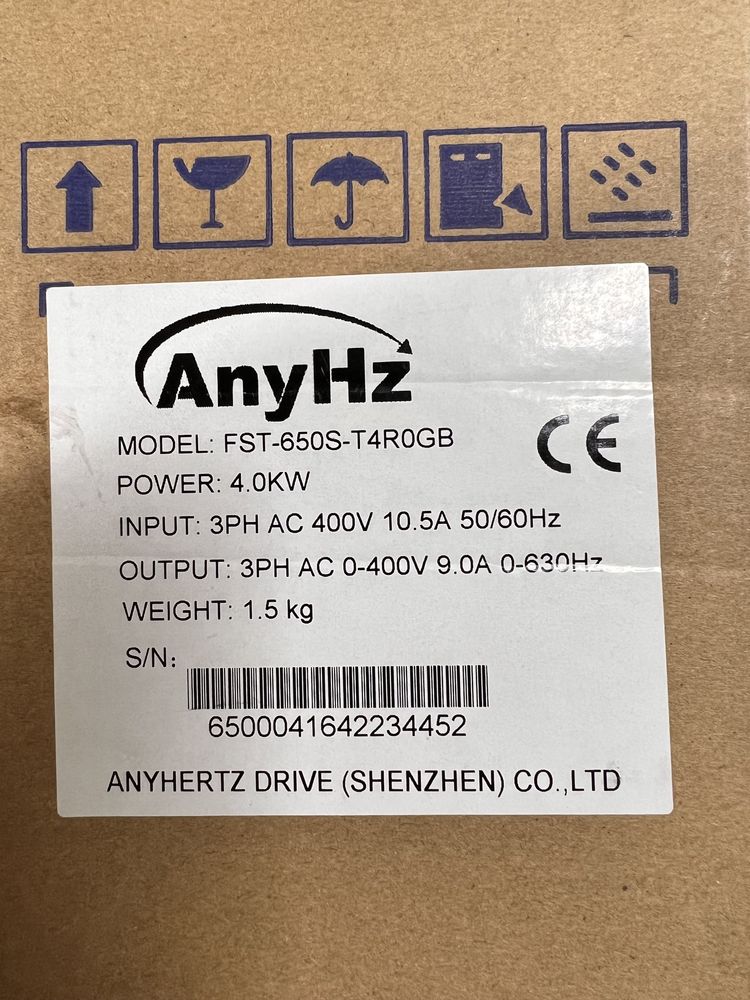 AnyHz
MODEL: FST-650S-T4R0GB
CE
POWER: 4.0KW
INPUT: 3PH AC 400V 10.5A 50/60Hz
OUTPUT: 3PH AC 0-400V 9.0A 0-630Hz
WEIGHT: 1.5 kg
S/N:
6500041642234452
ANYHERTZ DRIVE (SHENZHEN) CO.,LTD